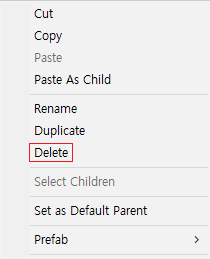 Cut
Copy
Paste
Paste As Child
Rename
Duplicate
Delete
Select Children
Set as Default Parent
Prefab